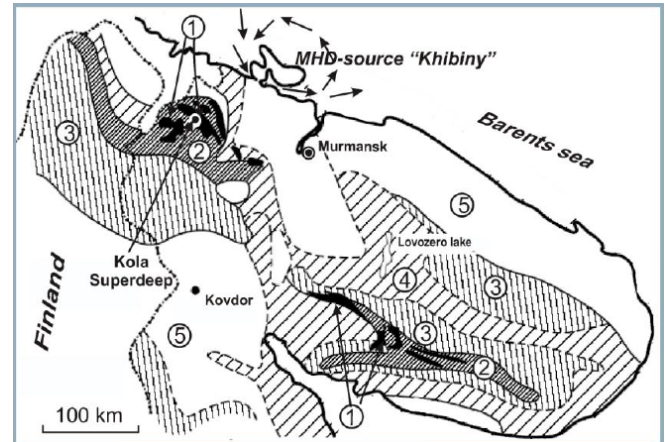 ①
MHD-source “Khibiny”
Barents sea
③
②
Murmansk
⑤
Kola
Superdeep
Lovozero lake
④
③
Finland
Kovdor
③
⑤
②
①
100 km